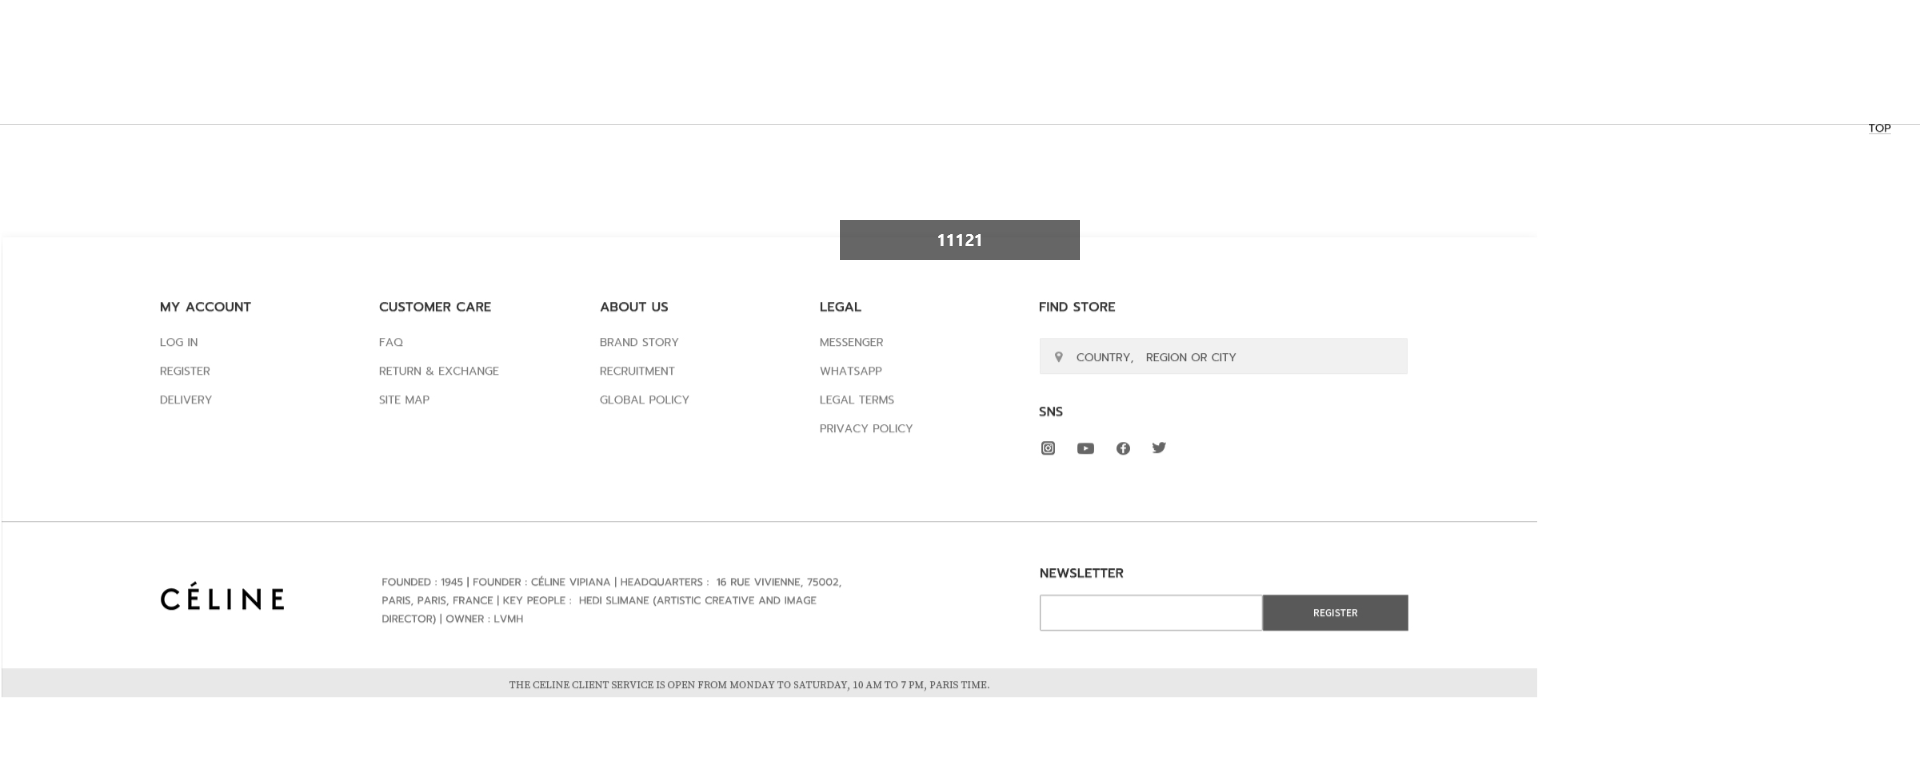 TOP
11121
MY ACCOUNT
LOG IN
REGISTER
DELIVERY
CUSTOMER CARE
FAQ
RETURN & EXCHANGE
SITE MAP
ABOUT US
BRAND STORY
RECRUITMENT
GLOBAL POLICY
LEGAL
MESSENGER
WHATSAPP
LEGAL TERMS
PRIVACY POLICY
FIND STORE
COUNTRY, REGION OR CITY
SNS
CÉLINE
FOUNDED : 1945 | FOUNDER : CÉLINE VIPIANA | HEADQUARTERS : 16 RUE VIVIENNE, 75002,
PARIS, PARIS, FRANCE | KEY PEOPLE : HEDI SLIMANE (ARTISTIC CREATIVE AND IMAGE
DIRECTOR) | OWNER : LVMH
NEWSLETTER
REGISTER
THE CELINE CLIENT SERVICE IS OPEN FROM MONDAY TO SATURDAY, 10 AM TO 7 PM, PARIS TIME.